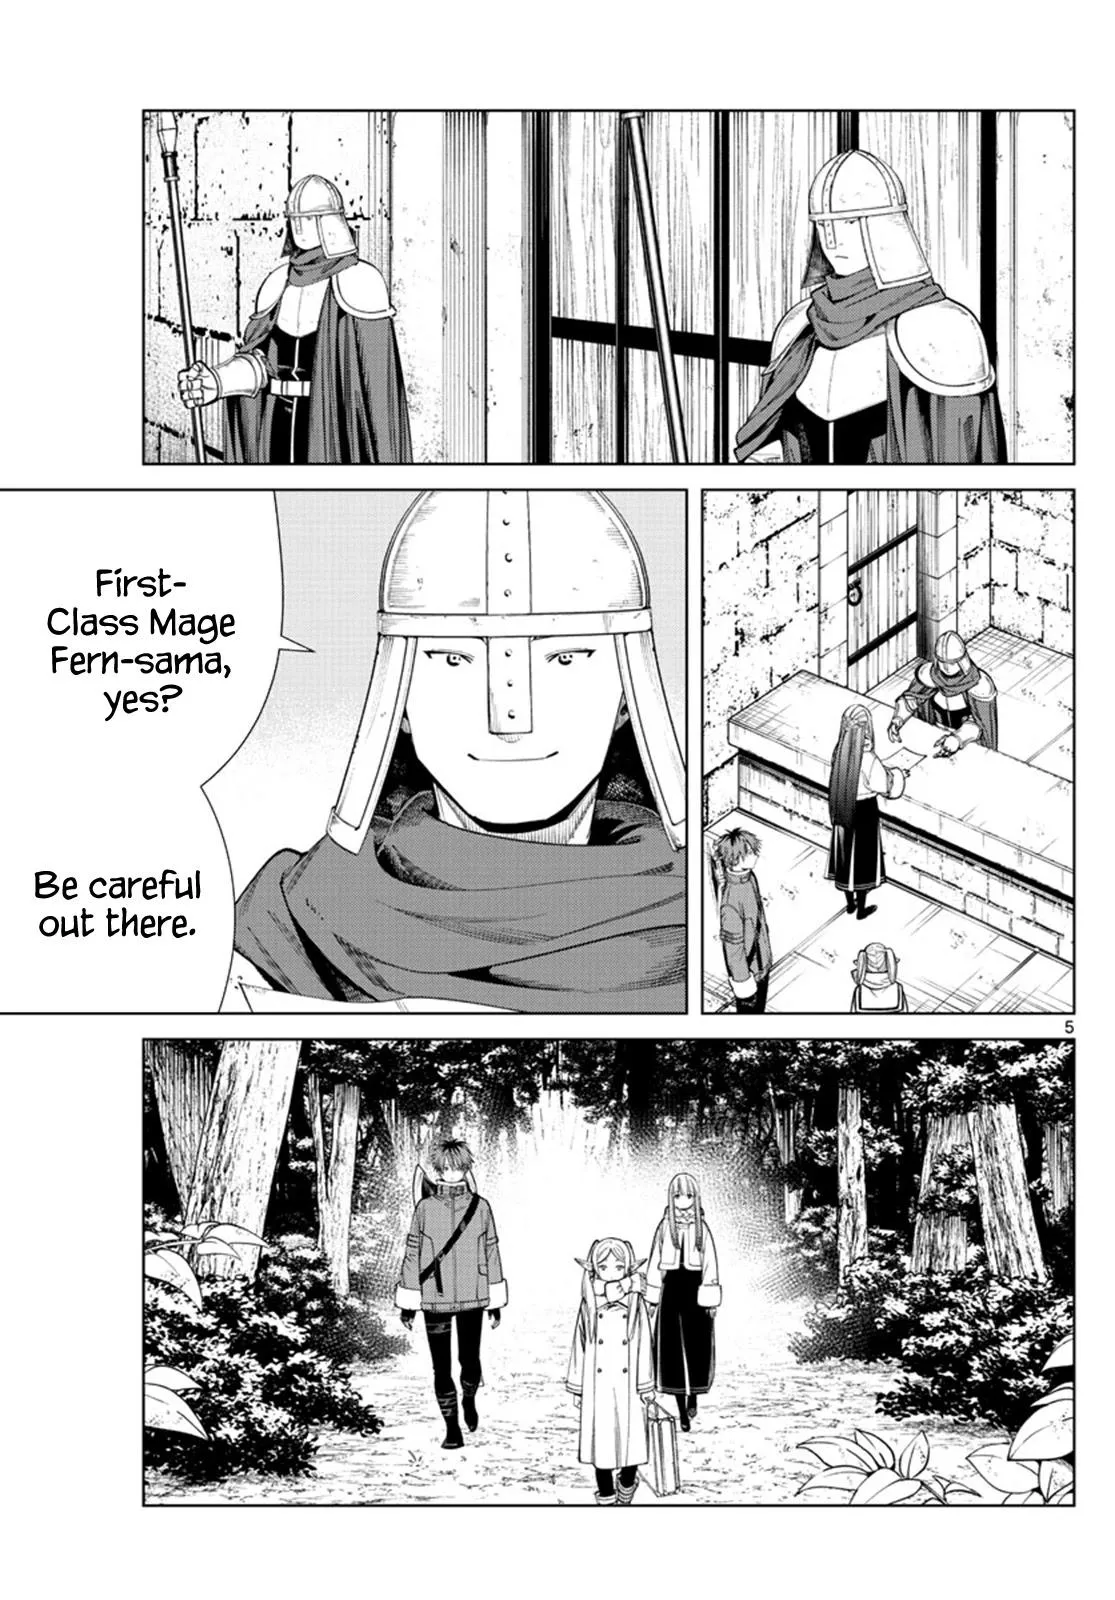 First-
Class Mage
Fern-sama,
yes?
Be careful
out there.
5